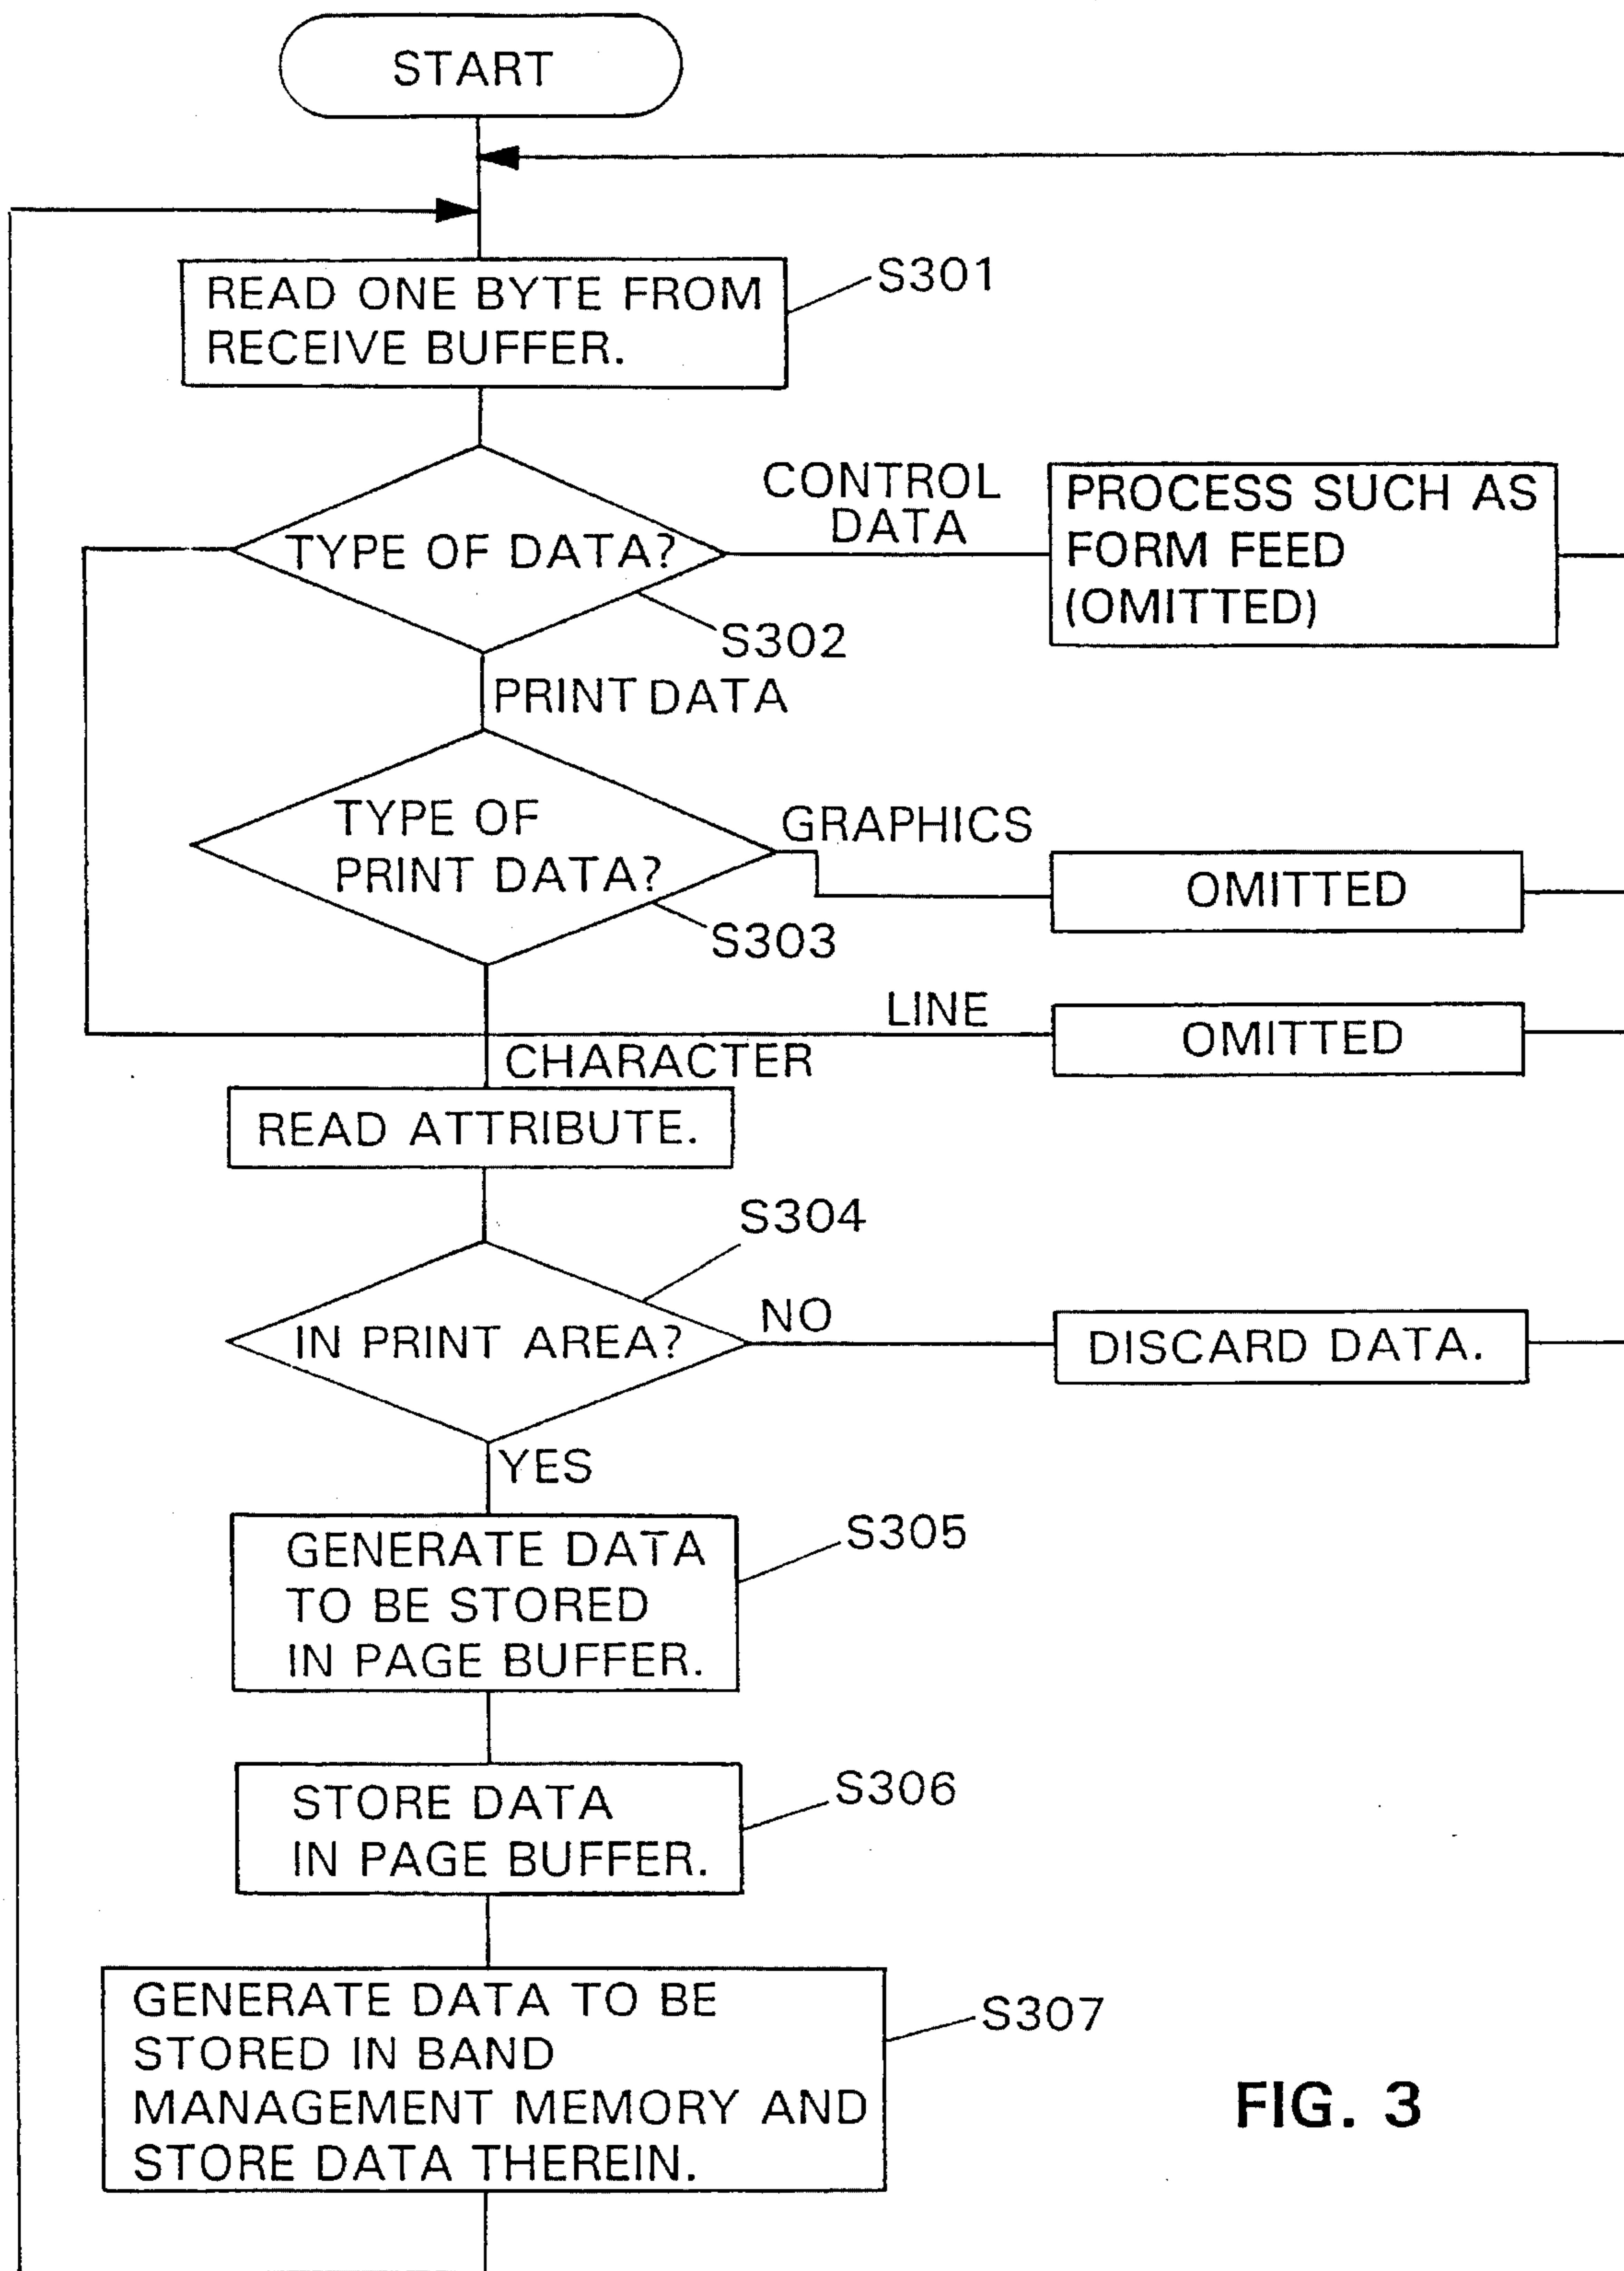 START
READ ONE BYTE FROM
RECEIVE BUFFER.
S301
TYPE OF DATA?
S302
CONTROL
DATA
PROCESS SUCH AS
FORM FEED
(OMITTED)
PRINT DATA
TYPE OF
PRINT DATA?
S303
GRAPHICS
OMITTED
LINE
OMITTED
CHARACTER
READ ATTRIBUTE.
S304
IN PRINT AREA?
NO
DISCARD DATA.
YES
GENERATE DATA
TO BE STORED
IN PAGE BUFFER.
S305
STORE DATA
IN PAGE BUFFER.
S306
GENERATE DATA TO BE
STORED IN BAND
MANAGEMENT MEMORY AND
STORE DATA THEREIN.
S307
FIG. 3